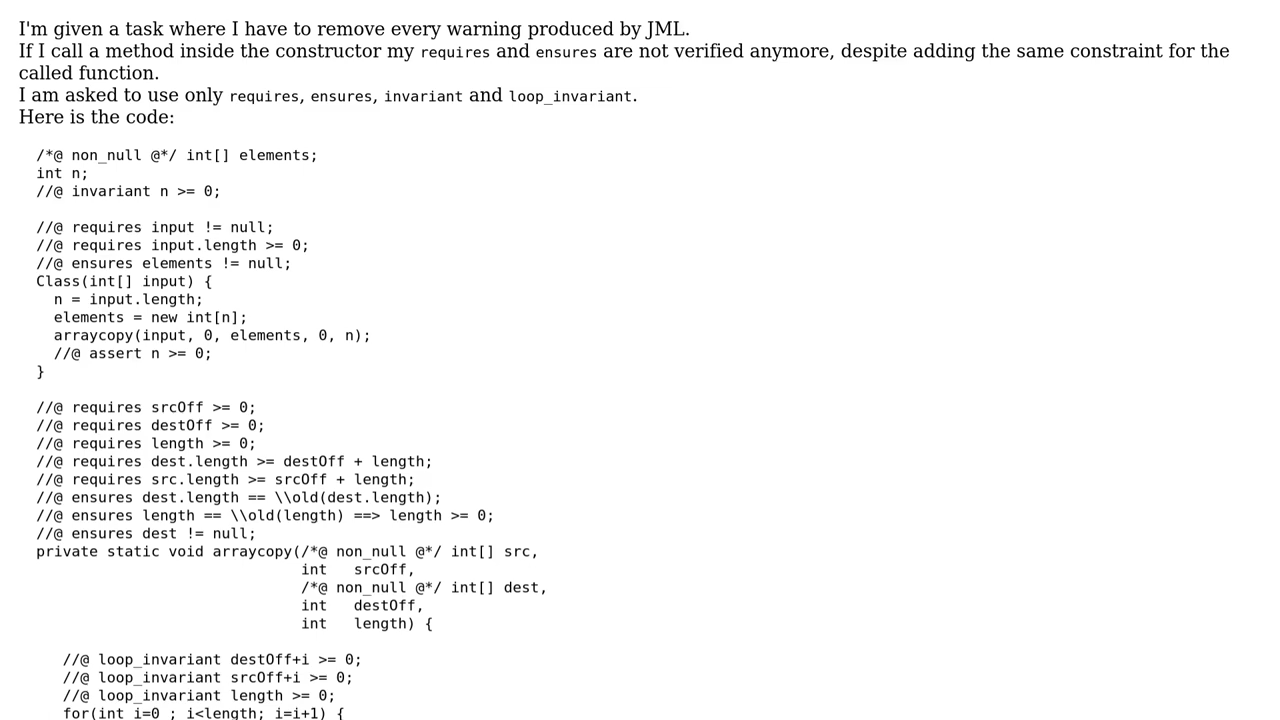 I'm given a task where I have to remove every warning produced by JML.
If I call a method inside the constructor my requires and ensures are not verified anymore, despite adding the same constraint for the
called function.
I am asked to use only requires, ensures, invariant and loop_invariant.
Here is the code:
/*@ non_null @*/ int[] elements;
int n;
//@ invariant n >= 0;
//@ requires input != null;
//@ requires input.length >= 0;
//@ ensures elements != null;
Class(int[] input) {
  n = input.length;
  elements = new int[n];
  arraycopy(input, 0, elements, 0, n);
  //@ assert n >= 0;
}
//@ requires srcOff >= 0;
//@ requires destOff >= 0;
//@ requires length >= 0;
//@ requires dest.length >= destOff + length;
//@ requires src.length >= srcOff + length;
//@ ensures dest.length == \\old(dest.length);
//@ ensures length == \\old(length) ==> length >= 0;
//@ ensures dest != null;
private static void arraycopy(/*@ non_null @*/ int[] src,
                              int   srcOff,
                              /*@ non_null @*/ int[] dest,
                              int   destOff,
                              int   length) {
   //@ loop_invariant destOff+i >= 0;
   //@ loop_invariant srcOff+i >= 0;
   //@ loop_invariant length >= 0;
   for(int i=0 ; i<length; i=i+1) {